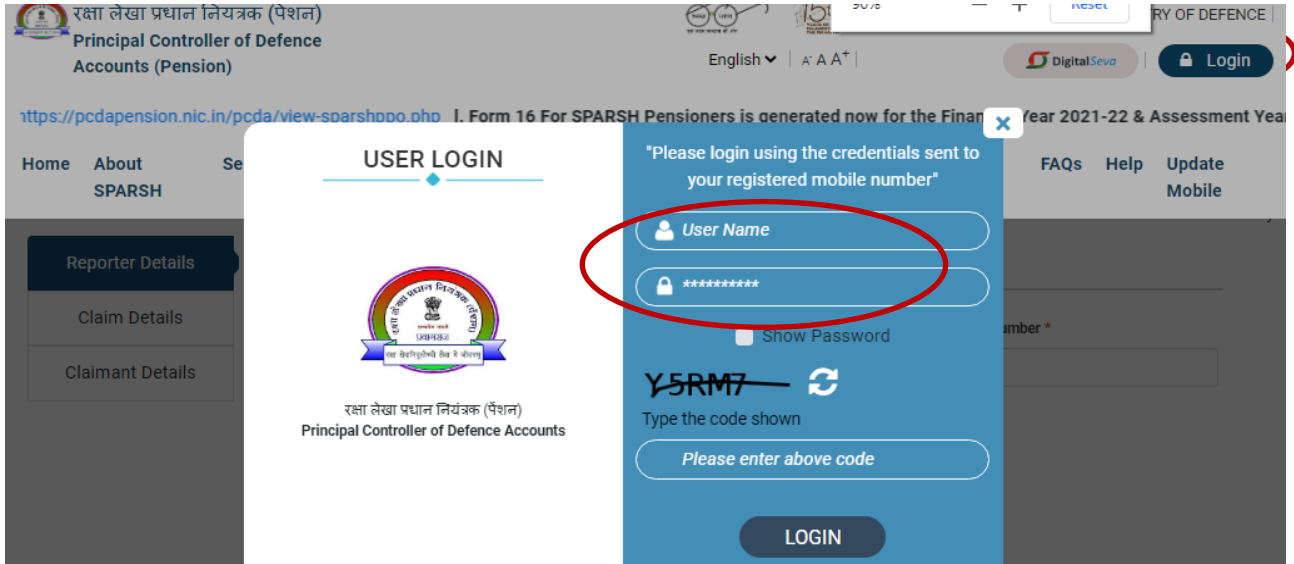 रक्षा लेखा प्रधान नियंत्रक (पेंशन)
Principal Controller of Defence
Accounts (Pension)
90%
Reset
RY OF DEFENCE
English
A- A A+
DigitalSeva
Login
https://pcdapension.nic.in/pcda/view-sparshppo.php
l. Form 16 For SPARSH Pensioners is generated now for the Finan
Year 2021-22 & Assessment Year
Home
About
SPARSH
Se
FAQs
Help
Update
Mobile
USER LOGIN
"Please login using the credentials sent to
your registered mobile number"
User Name
**********
Show Password
Y5RM7
Type the code shown
Please enter above code
LOGIN
रक्षा लेखा प्रधान नियंत्रक (पेंशन)
Principal Controller of Defence Accounts
Reporter Details
Claim Details
Claimant Details
umber *